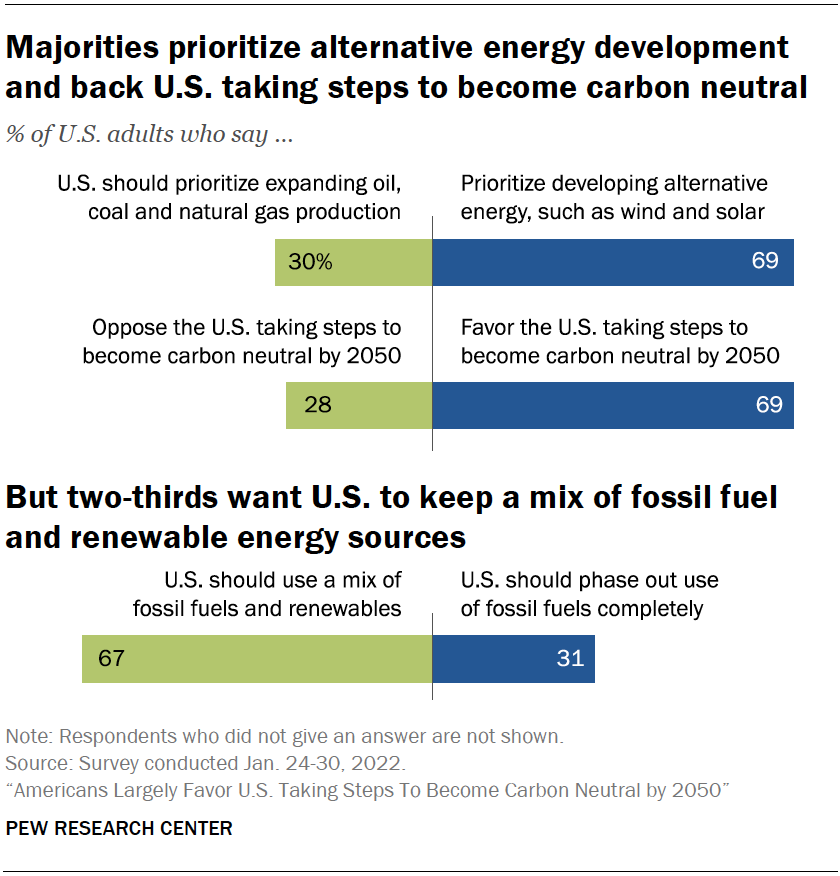 Majorities prioritize alternative energy development
and back U.S. taking steps to become carbon neutral
% of U.S. adults who say ...
U.S. should prioritize expanding oil,
coal and natural gas production
Prioritize developing alternative
energy, such as wind and solar
30%
69
Oppose the U.S. taking steps to
become carbon neutral by 2050
Favor the U.S. taking steps to
become carbon neutral by 2050
28
69
But two-thirds want U.S. to keep a mix of fossil fuel
and renewable energy sources
U.S. should use a mix of
fossil fuels and renewables
U.S. should phase out use
of fossil fuels completely
67
31
Note: Respondents who did not give an answer are not shown.
Source: Survey conducted Jan. 24-30, 2022.
“Americans Largely Favor U.S. Taking Steps To Become Carbon Neutral by 2050”
PEW RESEARCH CENTER